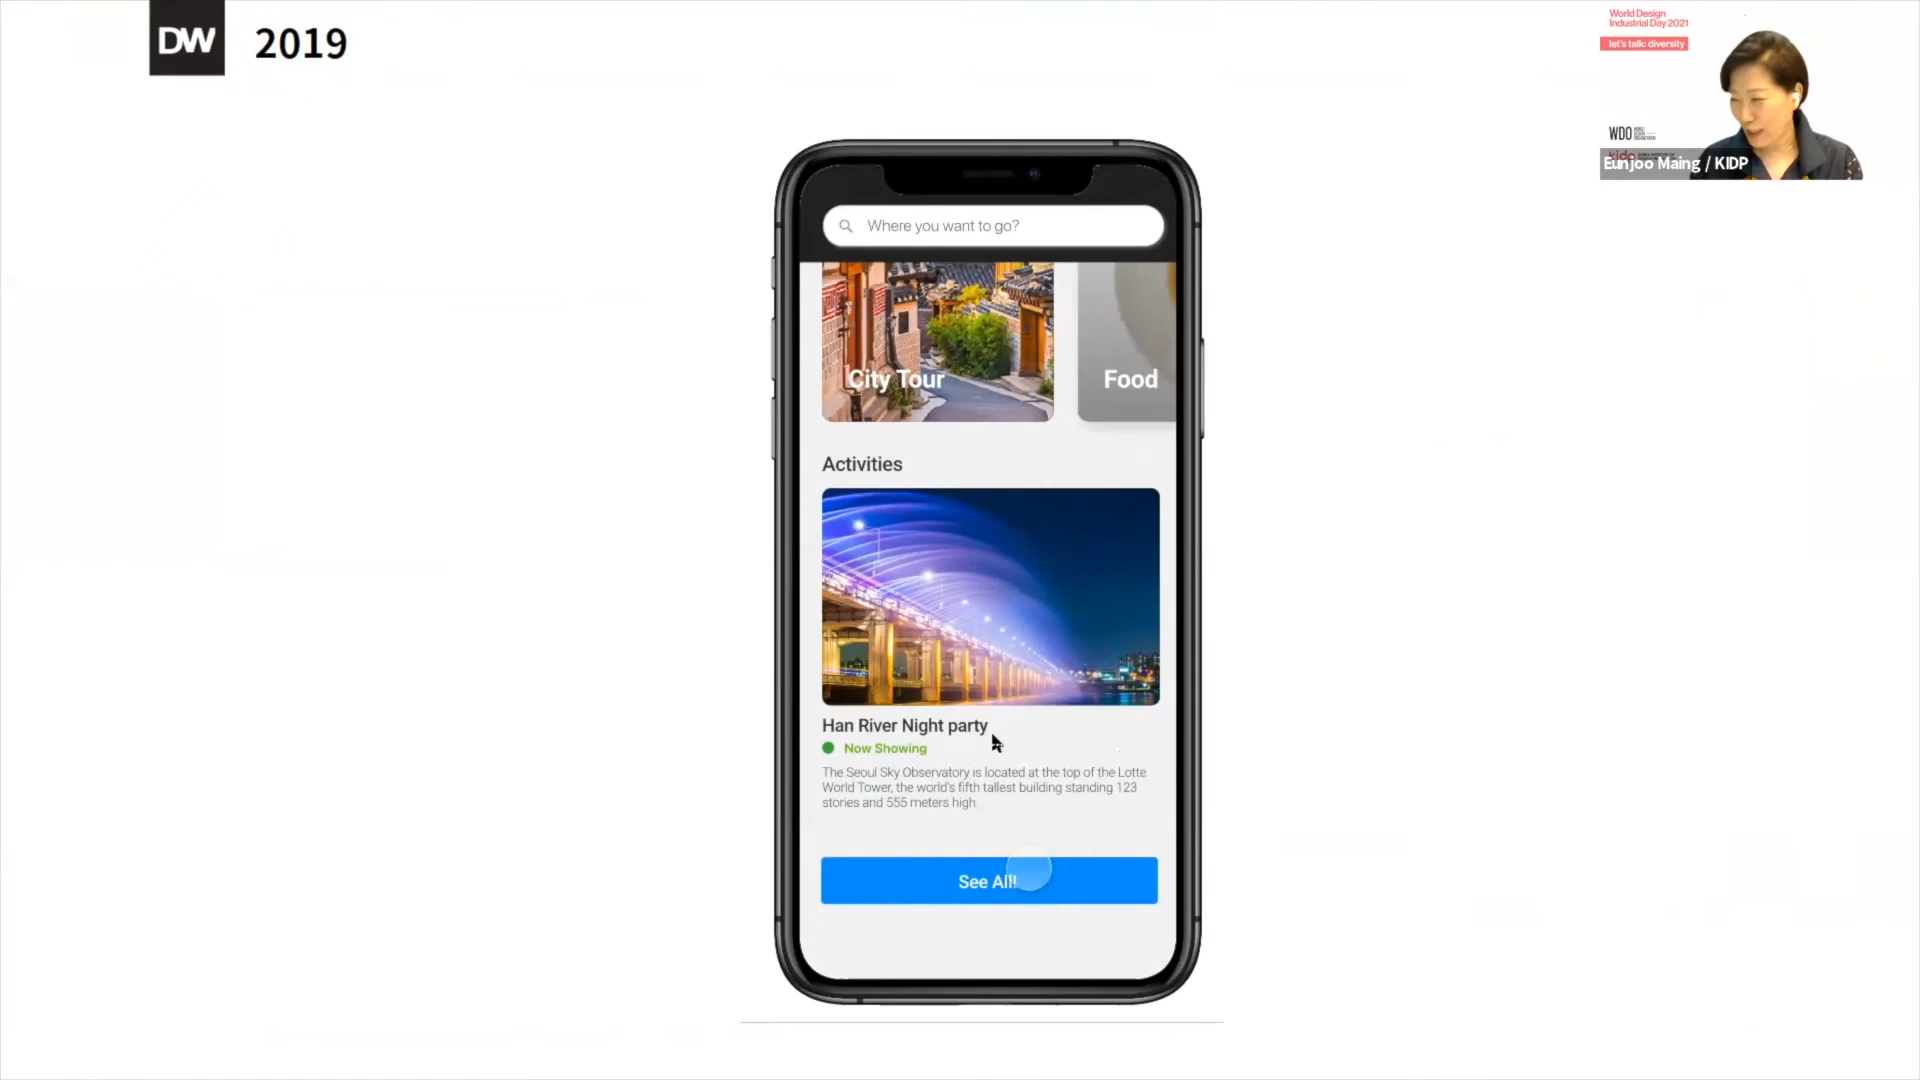 DW
2019
World Design
Industrial Day 2021
let's talk: diversity
WDO
kidp
Eunjoo Maing / KIDP
Where you want to go?
City Tour
Food
Activities
Han River Night party
Now Showing
The Seoul Sky Observatory is located at the top of the Lotte
World Tower, the world's fifth tallest building standing 123
stories and 555 meters high.
See All!